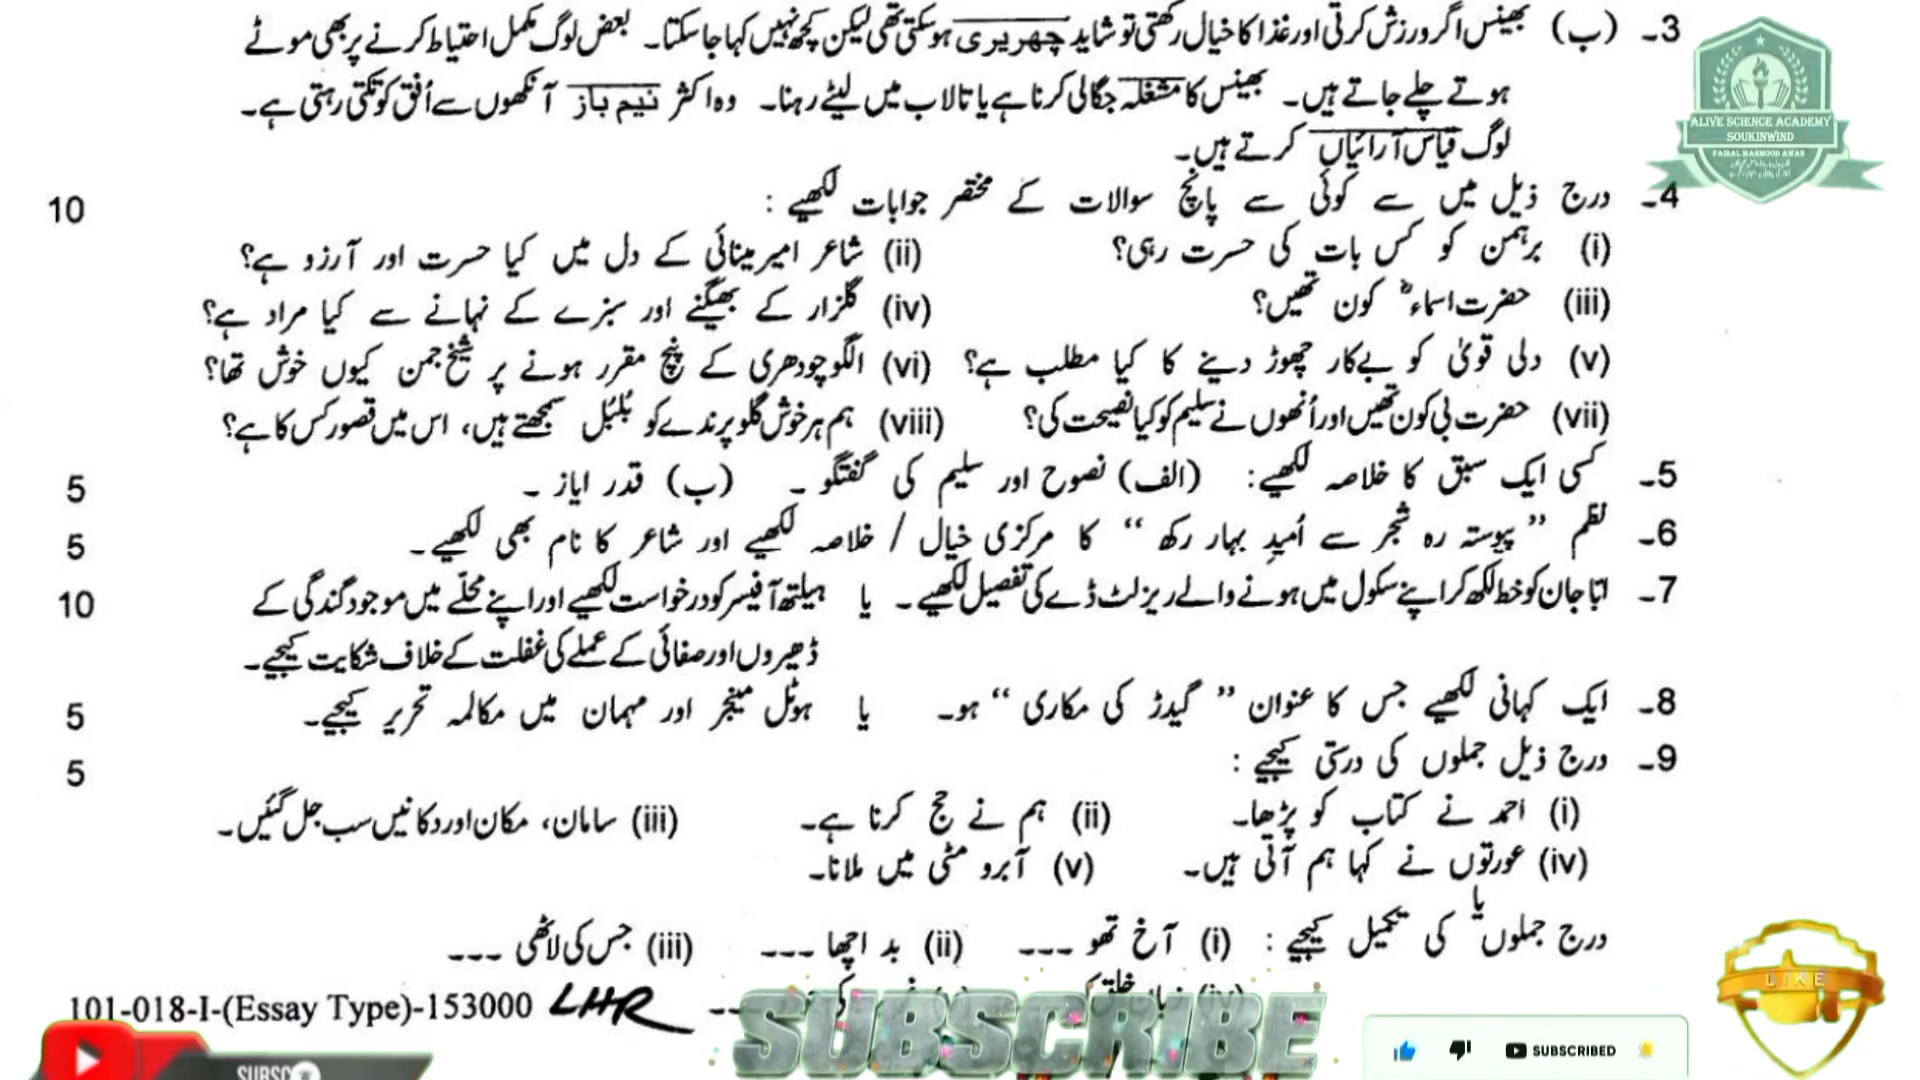 3۔ (ب) بھینس اگر ورزش کرتی اور غذا کا خیال رکھتی تو شاید چھریری ہوسکتی تھی لیکن کچھ نہیں کہا جاسکتا۔ بعض لوگ مکمل احتیاط کرنے پر بھی موٹے
ہوتے چلے جاتے ہیں۔ بھینس کا مشغلہ جگالی کرنا ہے یا تالاب میں لیٹے رہنا۔ وہ اکثر نیم باز آنکھوں سے اُفق کو تکتی رہتی ہے۔
لوگ قیاس آرائیاں کرتے ہیں۔
ALIVE SCIENCE ACADEMY
SOUKINWIND
FAISAL MAHMOOD AWAN
4۔ درج ذیل میں سے کوئی سے پانچ سوالات کے مختصر جوابات لکھیے : 10
(i) برہمن کو کس بات کی حسرت رہی؟ (ii) شاعر امیر مینائی کے دل میں کیا حسرت اور آرزو ہے؟
(iii) حضرت اسماءؓ کون تھیں؟ (iv) گلزار کے بھیگنے اور سبزے کے نہانے سے کیا مراد ہے؟
(v) دلی قویٰ کو بےکار چھوڑ دینے کا کیا مطلب ہے؟ (vi) الگو چودھری کے پنچ مقرر ہونے پر شیخ جمن کیوں خوش تھا؟
(vii) حضرت بی کون تھیں اور اُنھوں نے سلیم کو کیا نصیحت کی؟ (viii) ہم ہر خوش گلو پرندے کو بُلبُل سمجھتے ہیں، اس میں قصور کس کا ہے؟
5۔ کسی ایک سبق کا خلاصہ لکھیے: (الف) نصوح اور سلیم کی گفتگو ۔ (ب) قدر ایاز ۔ 5
6۔ نظم ” پیوستہ رہ شجر سے اُمیدِ بہار رکھ “ کا مرکزی خیال / خلاصہ لکھیے اور شاعر کا نام بھی لکھیے۔ 5
7۔ ابّا جان کو خط لکھ کر اپنے سکول میں ہونے والے ریزلٹ ڈے کی تفصیل لکھیے ۔ یا ہیلتھ آفیسر کو درخواست لکھیے اور اپنے محلّے میں موجود گندگی کے 10
ڈھیروں اور صفائی کے عملے کی غفلت کے خلاف شکایت کیجیے۔
8۔ ایک کہانی لکھیے جس کا عنوان ” گیدڑ کی مکاری “ ہو۔ یا ہوٹل مینجر اور مہمان میں مکالمہ تحریر کیجیے۔ 5
9۔ درج ذیل جملوں کی درستی کیجیے : 5
(i) احمد نے کتاب کو پڑھا۔ (ii) ہم نے حج کرنا ہے۔ (iii) سامان، مکان اور دکانیں سب جل گئیں۔
(iv) عورتوں نے کہا ہم آتی ہیں۔ (v) آبرو مٹی میں ملانا۔
یا
درج جملوں کی تکمیل کیجیے : (i) آخ تھو --- (ii) بد اچھا --- (iii) جس کی لاٹھی ---
101-018-I-(Essay Type)-153000 LHR
SUBSCRIBE
SUBSCRIBED
LIKE